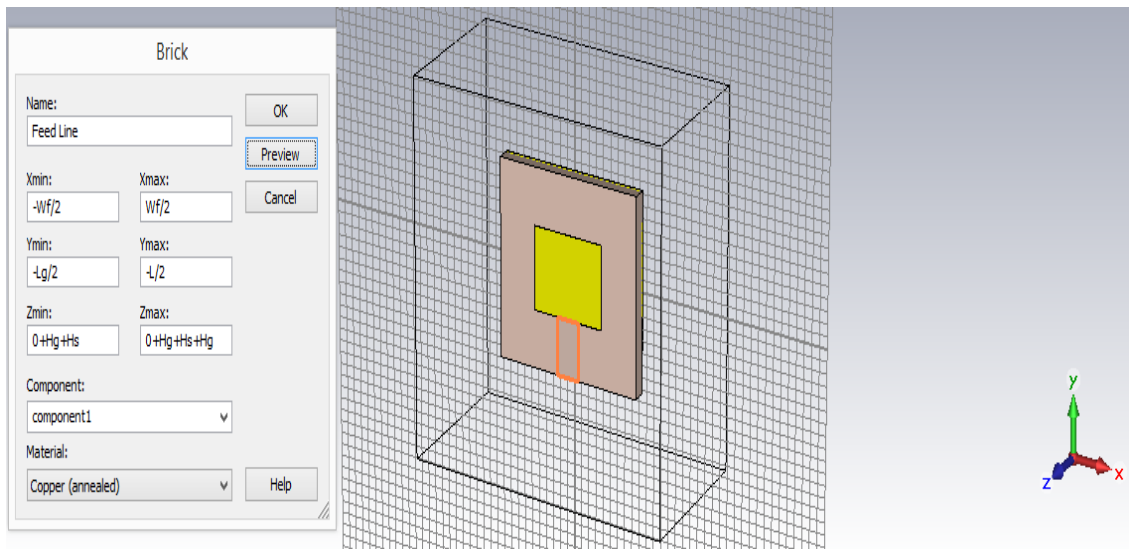 Brick
Name:
Feed Line
OK
Preview
Cancel
Xmin:
Xmax:
-Wf/2
Wf/2
Ymin:
Ymax:
-Lg/2
-L/2
Zmin:
Zmax:
0+Hg+Hs
0+Hg+Hs+Hg
Component:
component1
Material:
Copper (annealed)
Help
y
x
z